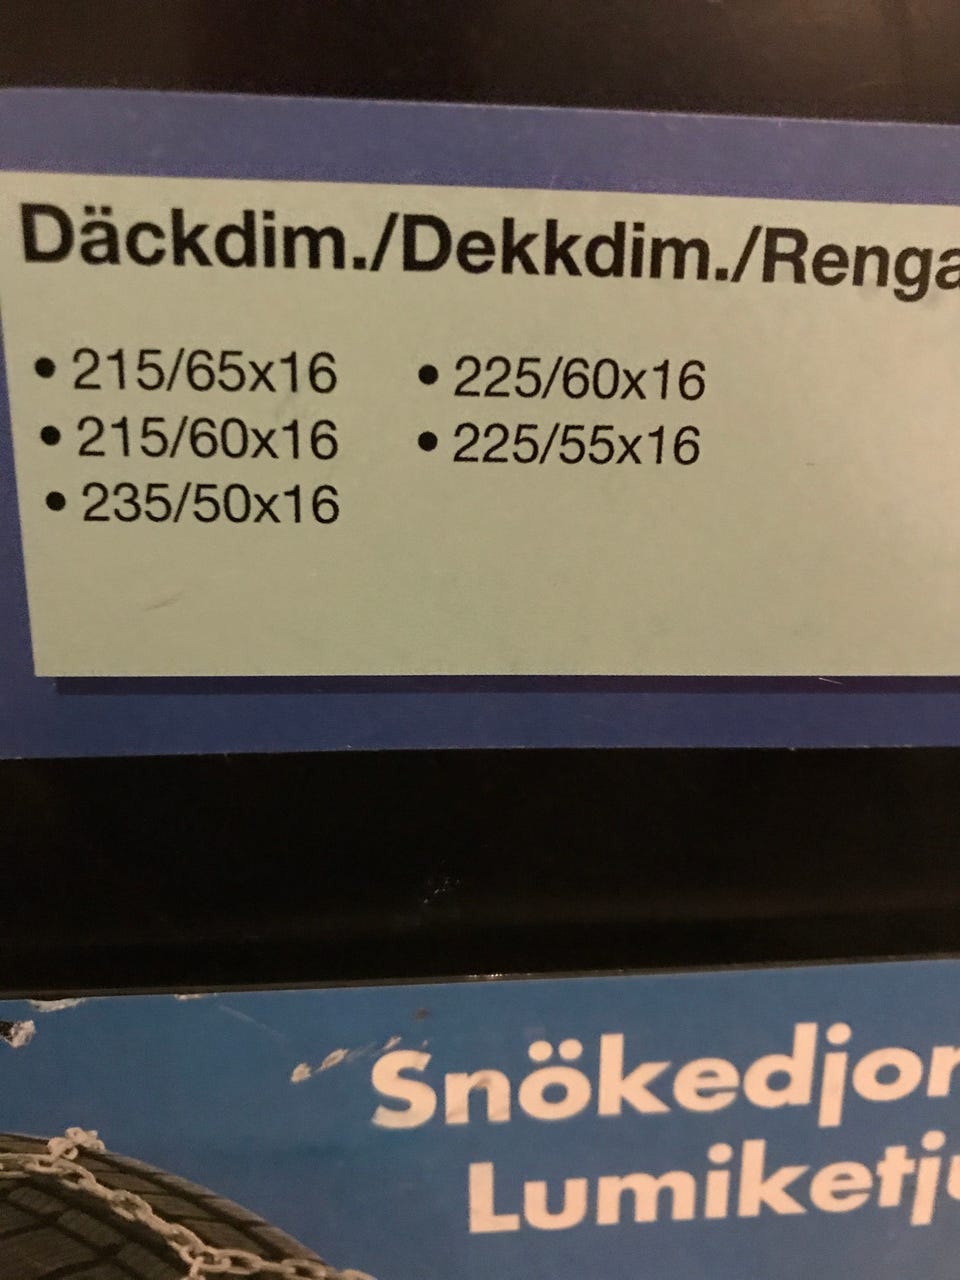 Däckdim./Dekkdim./Renga
• 215/65x16 • 225/60x16
• 215/60x16 • 225/55x16
• 235/50x16
Snökedjor
Lumiketj